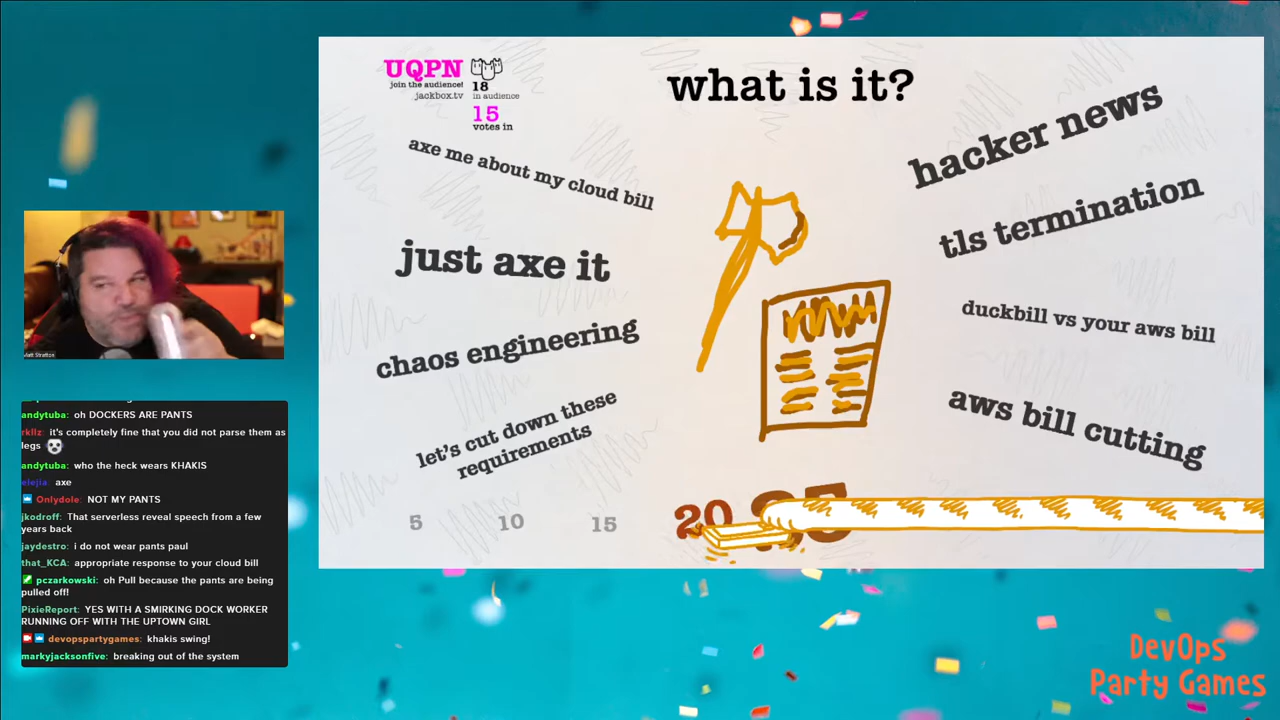 UQPN
join the audience!
jackbox.tv
18
in audience
15
votes in
what is it?
axe me about my cloud bill
just axe it
chaos engineering
let's cut down these
requirements
hacker news
tls termination
duckbill vs your aws bill
aws bill cutting
5 10 15 20
Matt Stratton
andytuba: oh DOCKERS ARE PANTS
rkllz: it's completely fine that you did not parse them as
legs
andytuba: who the heck wears KHAKIS
elejia: axe
Onlydole: NOT MY PANTS
jkodroff: That serverless reveal speech from a few
years back
jaydestro: i do not wear pants paul
that_KCA: appropriate response to your cloud bill
pczarkowski: oh Pull because the pants are being
pulled off!
PixieReport: YES WITH A SMIRKING DOCK WORKER
RUNNING OFF WITH THE UPTOWN GIRL
devopspartygames: khakis swing!
markyjacksonfive: breaking out of the system
DevOps
Party Games